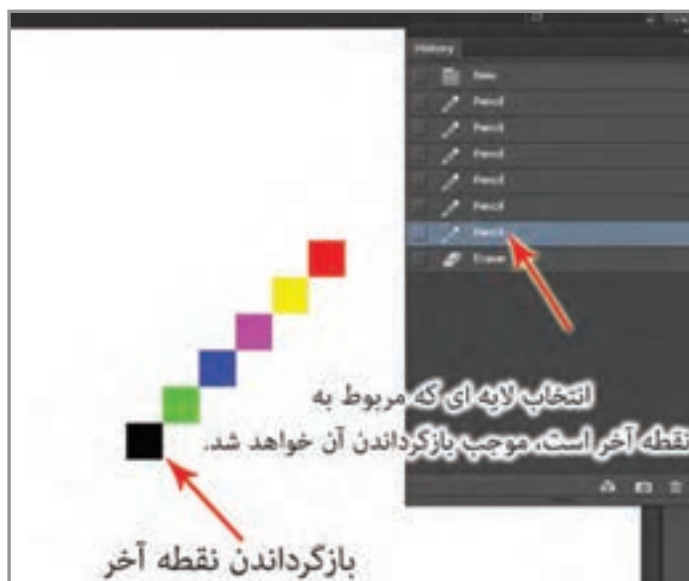 History
New
Pencil
Pencil
Pencil
Pencil
Pencil
Pencil
Eraser
انتخاب لایه ای که مربوط به
نقطه آخر است، موجب بازگرداندن آن خواهد شد.
بازگرداندن نقطه آخر